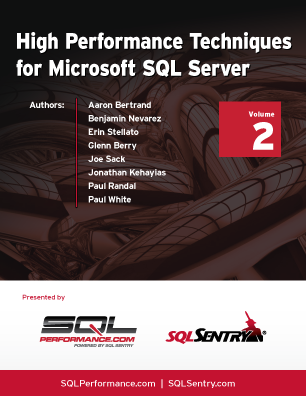 High Performance Techniques
for Microsoft SQL Server
Authors:
Aaron Bertrand
Benjamin Nevarez
Erin Stellato
Glenn Berry
Joe Sack
Jonathan Kehayias
Paul Randal
Paul White
Volume
2
Presented by
SQL
PERFORMANCE.COM
POWERED BY SQL SENTRY
SQLSENTRY®
SQLPerformance.com | SQLSentry.com